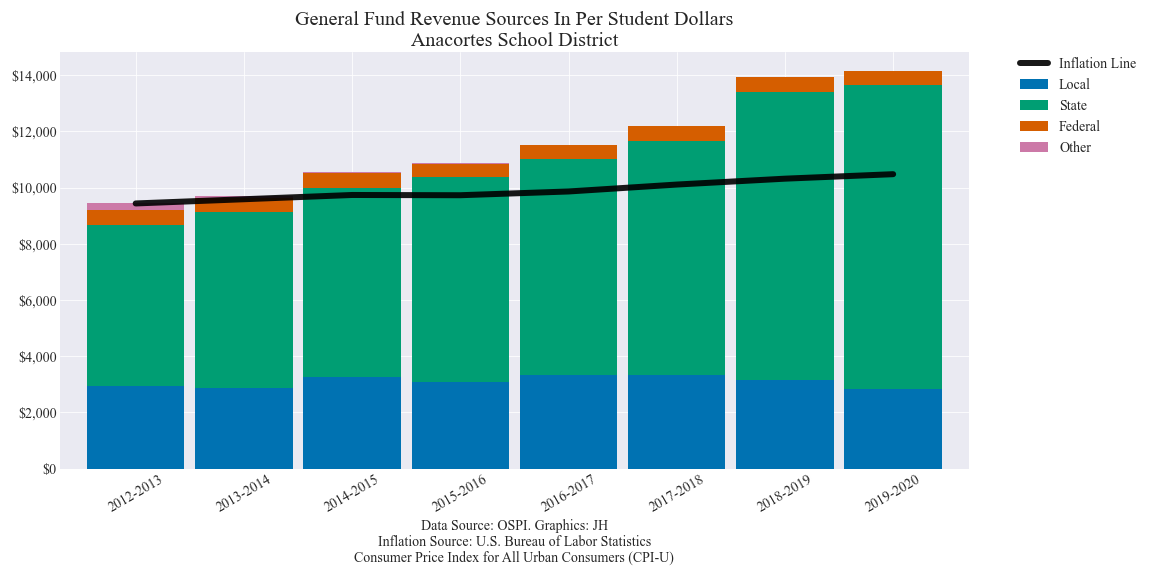 General Fund Revenue Sources In Per Student Dollars
Anacortes School District
$14,000
$12,000
$10,000
$8,000
$6,000
$4,000
$2,000
$0
Inflation Line
Local
State
Federal
Other
2012-2013
2013-2014
2014-2015
2015-2016
2016-2017
2017-2018
2018-2019
2019-2020
Data Source: OSPI. Graphics: JH
Inflation Source: U.S. Bureau of Labor Statistics
Consumer Price Index for All Urban Consumers (CPI-U)